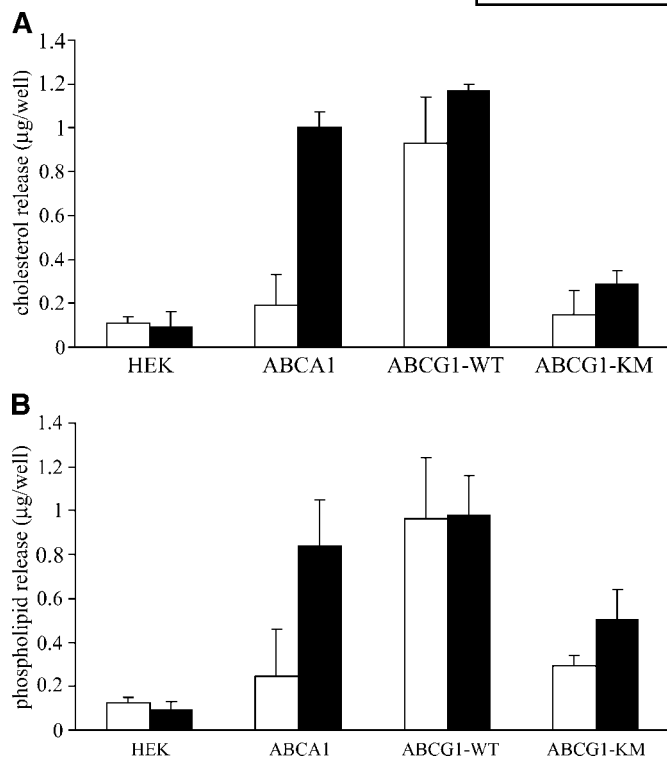 A
cholesterol release (µg/well)
1.4
1.2
1
0.8
0.6
0.4
0.2
0
HEK ABCA1 ABCG1-WT ABCG1-KM
B
phospholipid release (µg/well)
1.4
1.2
1
0.8
0.6
0.4
0.2
0
HEK ABCA1 ABCG1-WT ABCG1-KM